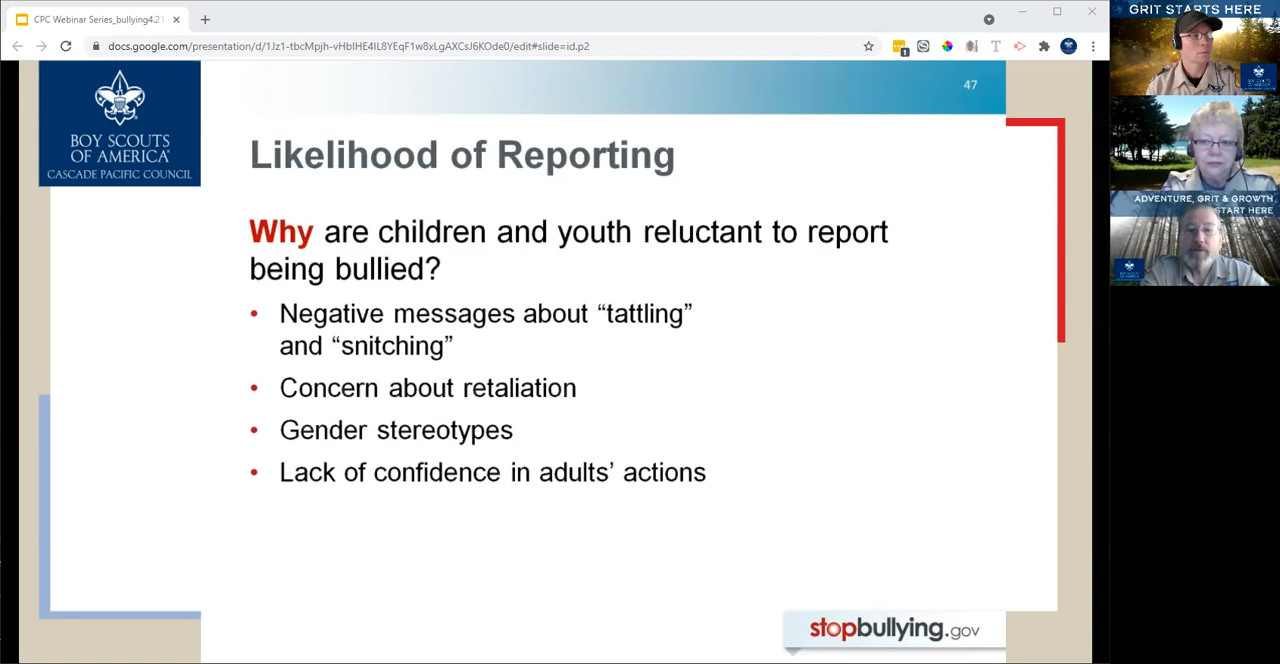 CPC Webinar Series_bullying4.21
docs.google.com/presentation/d/1Jz1-tbcMpjh-vHbIHE4IL8YEqF1w8xLgAXCsJ6KOde0/edit#slide=id.p2
GRIT STARTS HERE
47
BOY SCOUTS
OF AMERICA
CASCADE PACIFIC COUNCIL
Likelihood of Reporting
Why are children and youth reluctant to report
being bullied?
• Negative messages about “tattling”
and “snitching”
• Concern about retaliation
• Gender stereotypes
• Lack of confidence in adults’ actions
stopbullying.gov
ADVENTURE, GRIT & GROWTH
START HERE